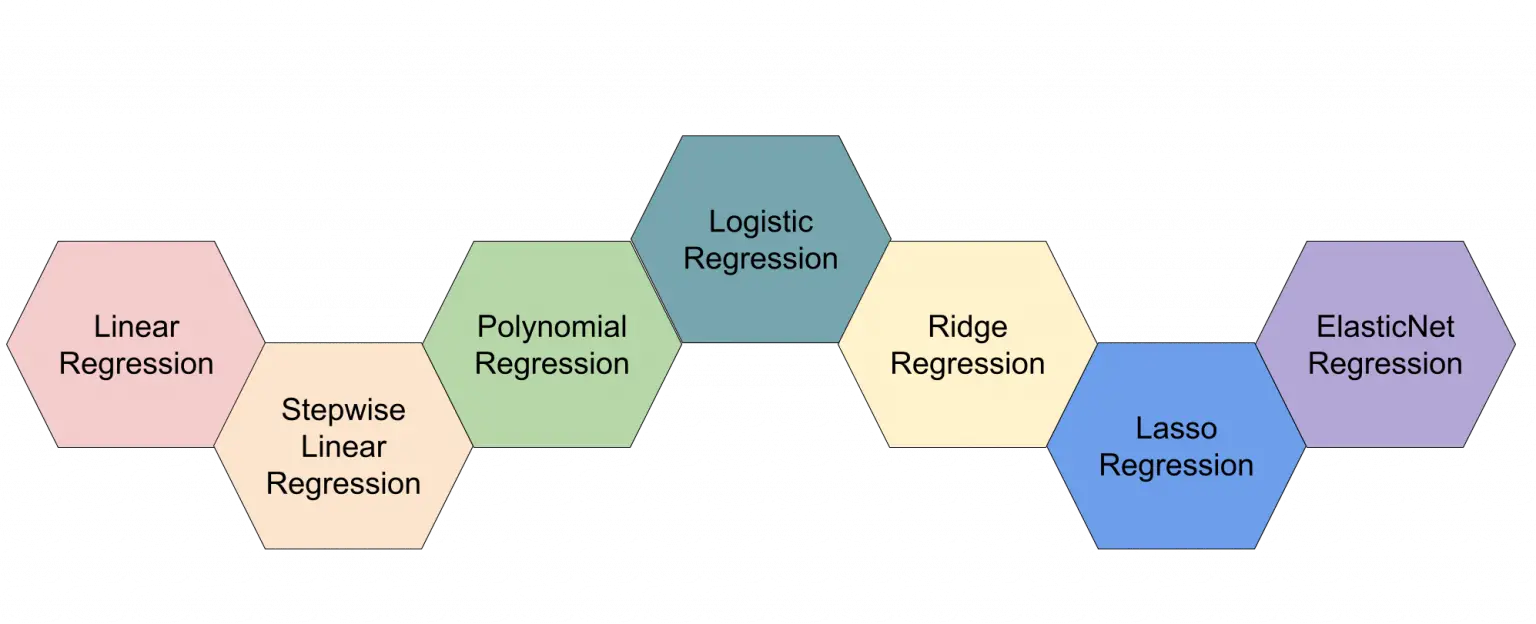 Linear
Regression
Stepwise
Linear
Regression
Polynomial
Regression
Logistic
Regression
Ridge
Regression
Lasso
Regression
ElasticNet
Regression